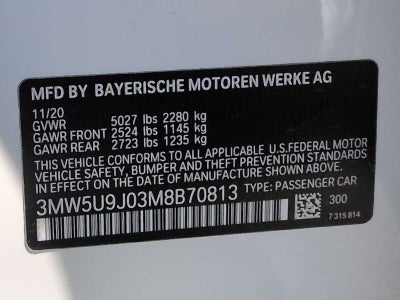 MFD BY BAYERISCHE MOTOREN WERKE AG
11/20
GVWR 5027 lbs 2280 kg
GAWR FRONT 2524 lbs 1145 kg
GAWR REAR 2723 lbs 1235 kg
THIS VEHICLE CONFORMS TO ALL APPLICABLE U.S.FEDERAL MOTOR
VEHICLE SAFETY, BUMPER AND THEFT PREVENTION STANDARDS IN
EFFECT ON THE DATE OF MANUFACTURE SHOWN ABOVE.
3MW5U9J03M8B70813 TYPE: PASSENGER CAR
300
7 315 814